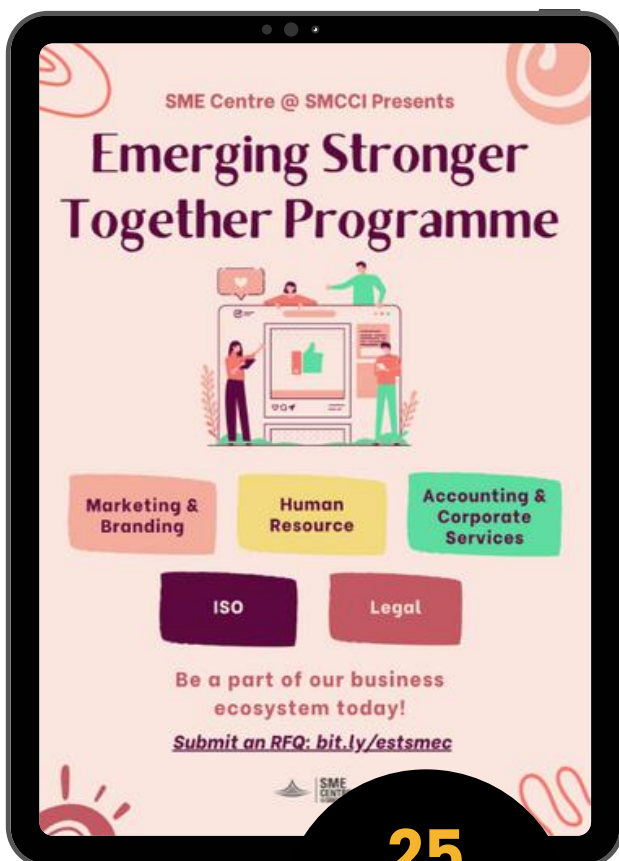 SME Centre @ SMCCI Presents
Emerging Stronger
Together Programme
Marketing &
Branding
Human
Resource
Accounting &
Corporate
Services
ISO
Legal
Be a part of our business
ecosystem today!
Submit an RFQ: bit.ly/estsmec
SME
25